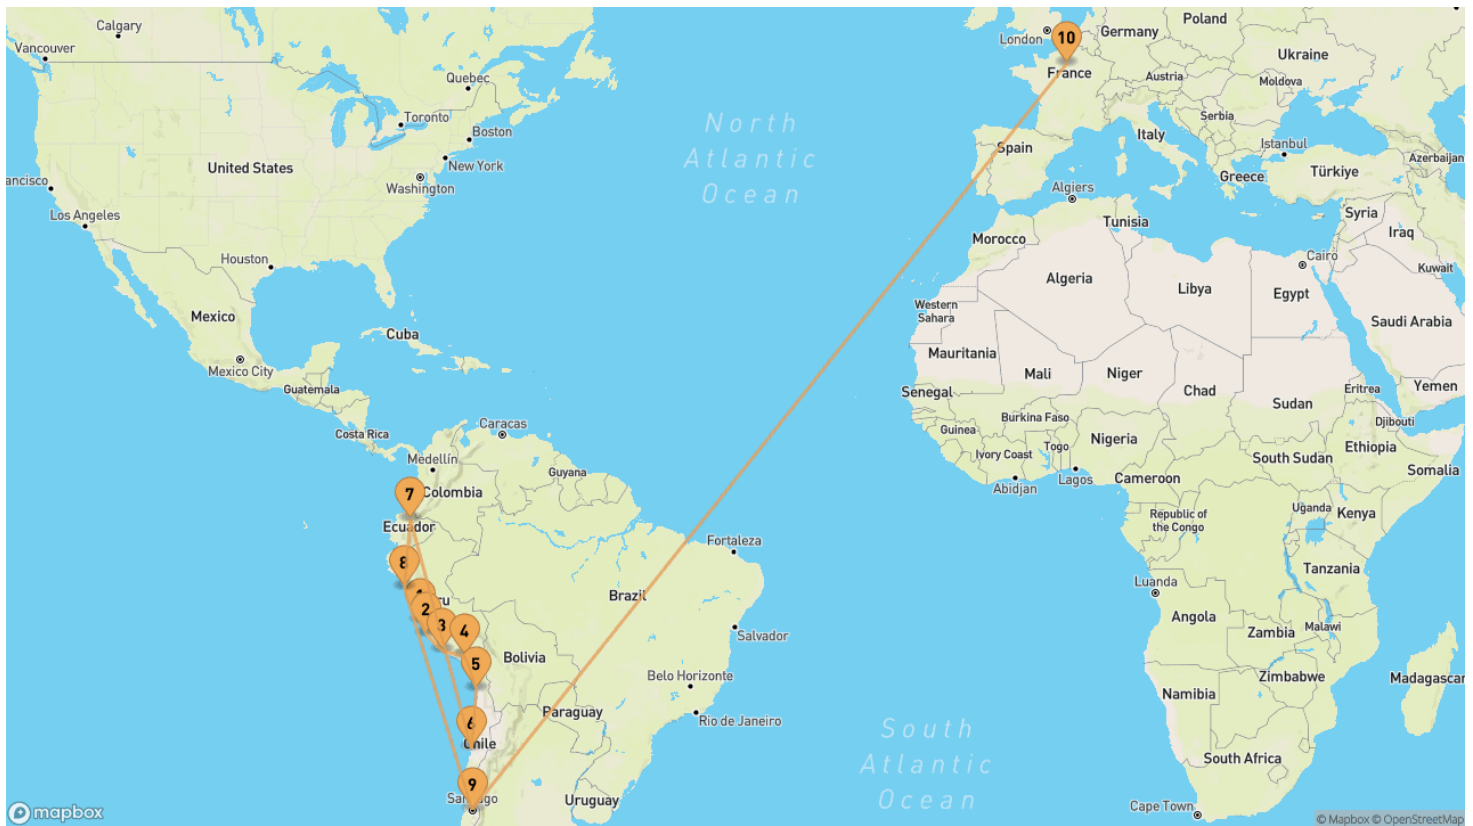 Calgary
Vancouver
Quebec
Toronto
Boston
New York
Washington
United States
ancisco
Los Angeles
Houston
Mexico
Mexico City
Cuba
Guatemala
Costa Rica
Caracas
Medellín
Guyana
Colombia
Ecuador
Fortaleza
Brazil
Salvador
Bolivia
Belo Horizonte
Rio de Janeiro
Paraguay
Chile
Uruguay
North
Atlantic
Ocean
South
Atlantic
Ocean
London
Germany
Poland
Ukraine
France
Austria
Moldova
Serbia
Italy
Spain
Istanbul
Greece
Türkiye
Azerbaijan
Algiers
Tunisia
Syria
Iraq
Morocco
Cairo
Kuwait
Algeria
Libya
Egypt
Western
Sahara
Saudi Arabia
Mauritania
Mali
Niger
Chad
Sudan
Eritrea
Yemen
Senegal
Burkina Faso
Guinea
Togo
Nigeria
Djibouti
Ivory Coast
South Sudan
Ethiopia
Somalia
Abidjan
Lagos
Cameroon
Republic of
the Congo
Uganda
Kenya
Luanda
Tanzania
Angola
Zambia
Malawi
Zimbabwe
Madagascar
Namibia
South Africa
Cape Town
10
7
8
2
3
4
5
6
9
mapbox
© Mapbox © OpenStreetMap